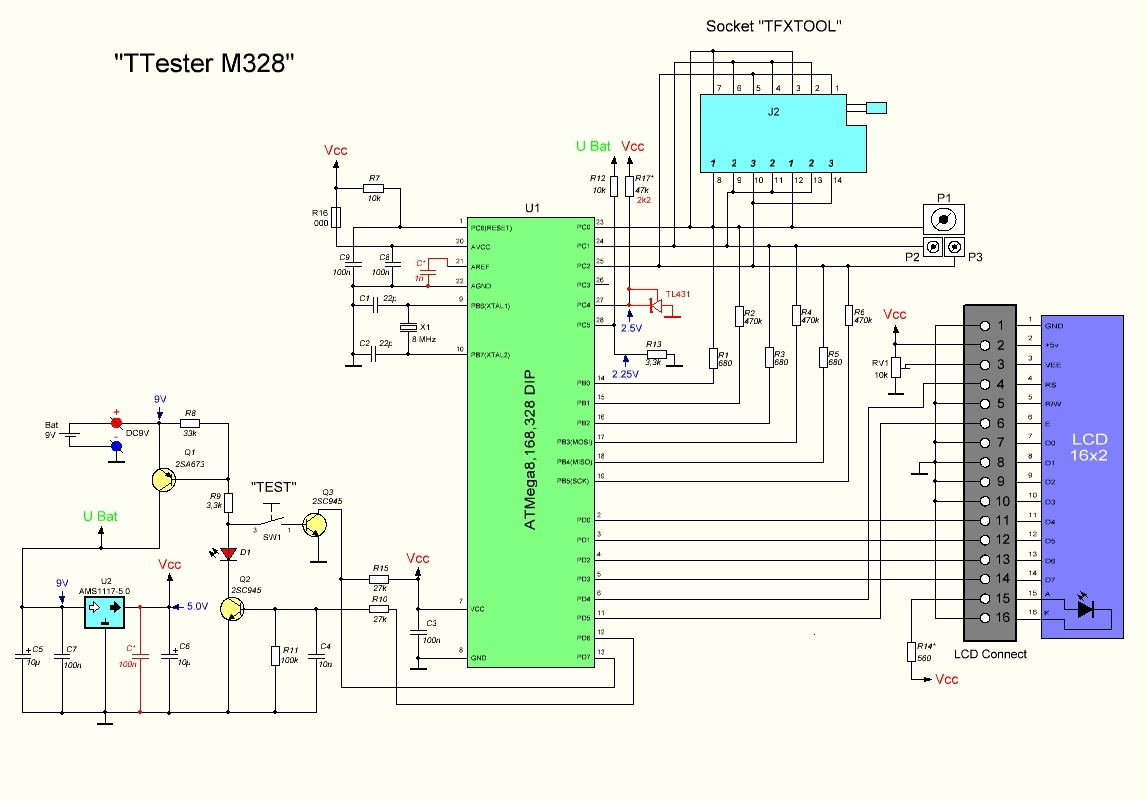 Socket "TFXTOOL"
"TTester M328"
7 6 5 4 3 2 1
J2
1 2 3 2 1 2 3
8 9 10 11 12 13 14
U Bat Vcc
R12
10k
R17*
47k
2k2
Vcc
R7
10k
R16
000
U1
P1
P2
P3
1 PC6(RESET)
20 AVCC
21 AREF
22 AGND
9 PB6(XTAL1)
10 PB7(XTAL2)
7 VCC
8 GND
ATMega8,168,328 DIP
PC0 23
PC1 24
PC2 25
PC3 26
PC4 27
PC5 28
PB0 14
PB1 15
PB2 16
PB3(MOSI) 17
PB4(MISO) 18
PB5(SCK) 19
PD0 2
PD1 3
PD2 4
PD3 5
PD4 6
PD5 11
PD6 12
PD7 13
C9
100n
C8
100n
C*
1n
C1 22µ
C2 22µ
X1
8 MHz
TL431
2.5V
R13
3,3k
2.25V
R2
470k
R4
470k
R6
470k
R1
680
R3
680
R5
680
Vcc
RV1
10k
1
2
3
4
5
6
7
8
9
10
11
12
13
14
15
16
1 GND
2 +5v
3 VEE
4 RS
5 R/W
6 E
7 D0
8 D1
9 D2
10 D3
11 D4
12 D5
13 D6
14 D7
15 A
16 K
LCD
16x2
LCD Connect
R14*
560
Vcc
Bat
9V
+
-
DC9V
9V
R8
33k
Q1
2SA673
R9
3,3k
"TEST"
3 1
SW1
Q3
2SC945
D1
U Bat
9V
U2
AMS1117-5.0
Vcc
5.0V
Q2
2SC945
R15
27k
R10
27k
Vcc
C3
100n
+
C5
10µ
C7
100n
C*
100n
+
C6
10µ
R11
100k
C4
10n